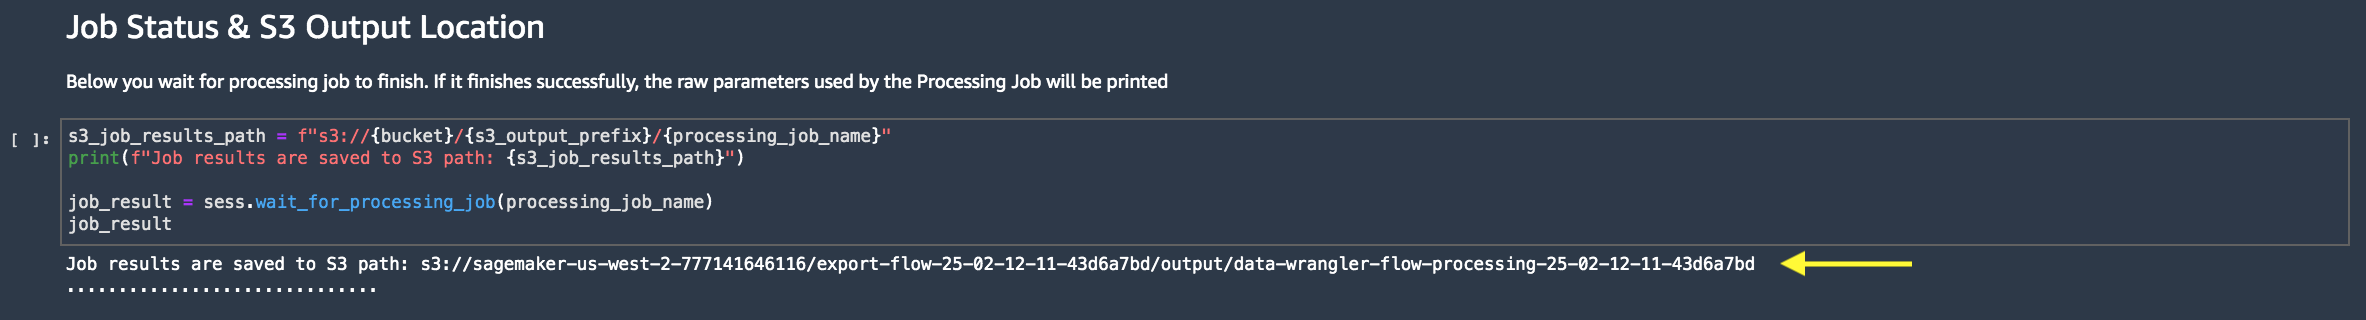 Job Status & S3 Output Location
Below you wait for processing job to finish. If it finishes successfully, the raw parameters used by the Processing Job will be printed
[ ]:
s3_job_results_path = f"s3://{bucket}/{s3_output_prefix}/{processing_job_name}"
print(f"Job results are saved to S3 path: {s3_job_results_path}")
job_result = sess.wait_for_processing_job(processing_job_name)
job_result
Job results are saved to S3 path: s3://sagemaker-us-west-2-777141646116/export-flow-25-02-12-11-43d6a7bd/output/data-wrangler-flow-processing-25-02-12-11-43d6a7bd
..............................